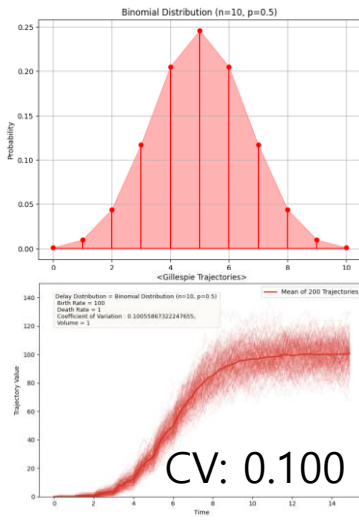 Binomial Distribution (n=10, p=0.5)
0.25
0.20
0.15
0.10
0.05
0.00
Probability
0 2 4 6 8 10
<Gillespie Trajectories>
Delay Distribution = Binomial Distribution (n=10, p=0.5)
Birth Rate = 100
Death Rate = 1
Coefficient of Variation : 0.10055867322247655,
Volume = 1
Mean of 200 Trajectories
140
120
100
80
60
40
20
0
Trajectory Value
CV: 0.100
0 2 4 6 8 10 12 14
Time